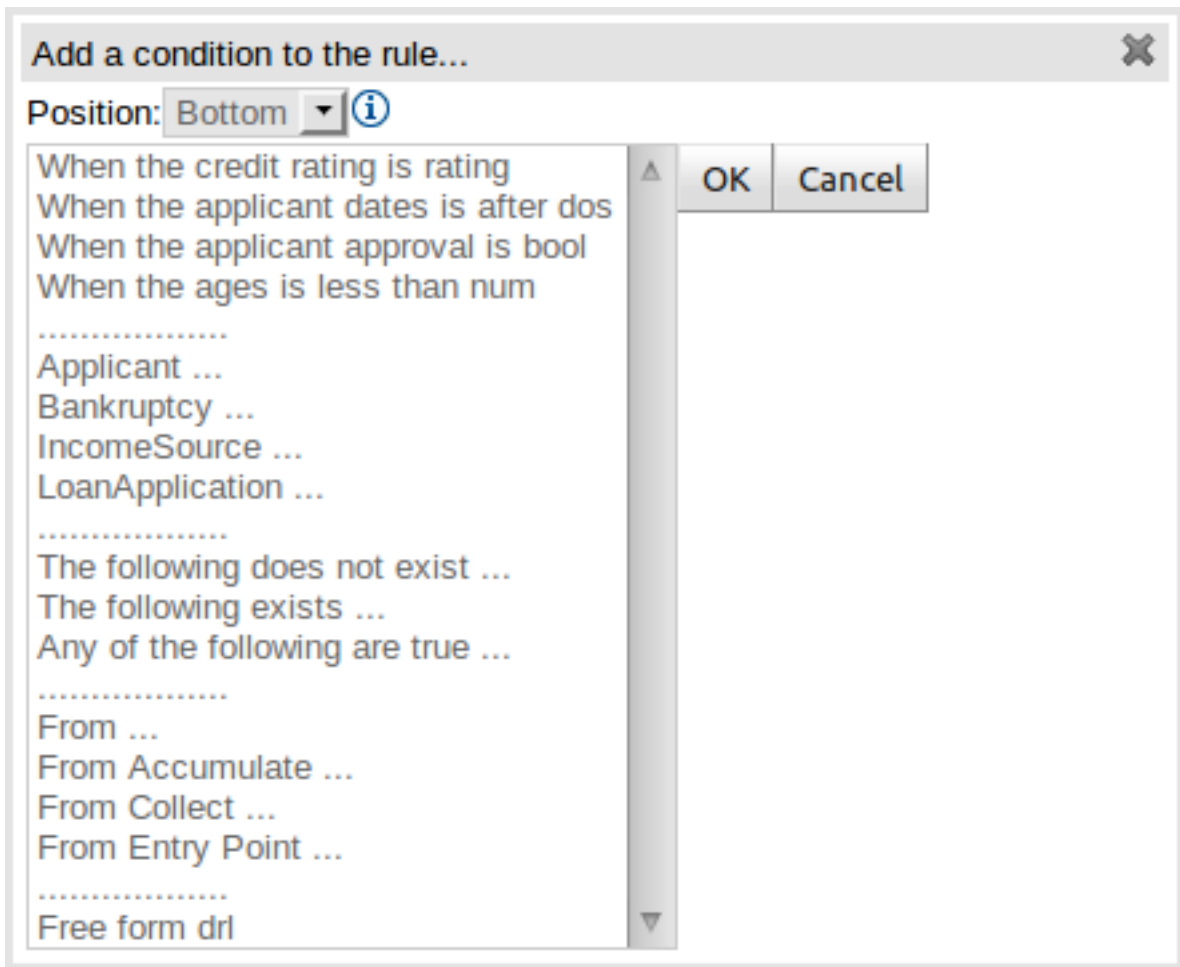 Add a condition to the rule...
Position: Bottom
When the credit rating is rating
OK Cancel
When the applicant dates is after dos
When the applicant approval is bool
When the ages is less than num
..................
Applicant ...
Bankruptcy ...
IncomeSource ...
LoanApplication ...
..................
The following does not exist ...
The following exists ...
Any of the following are true ...
..................
From ...
From Accumulate ...
From Collect ...
From Entry Point ...
..................
Free form drl